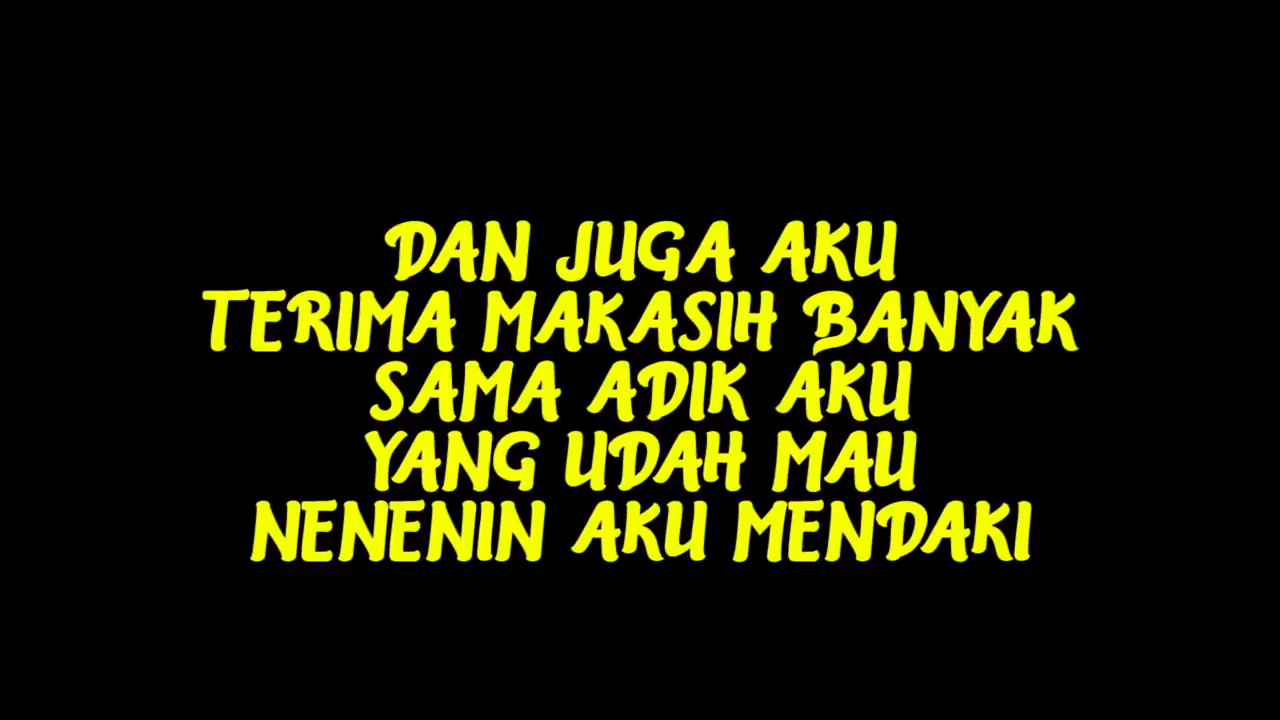 DAN JUGA AKU
TERIMA MAKASIH BANYAK
SAMA ADIK AKU
YANG UDAH MAU
NENENIN AKU MENDAKI